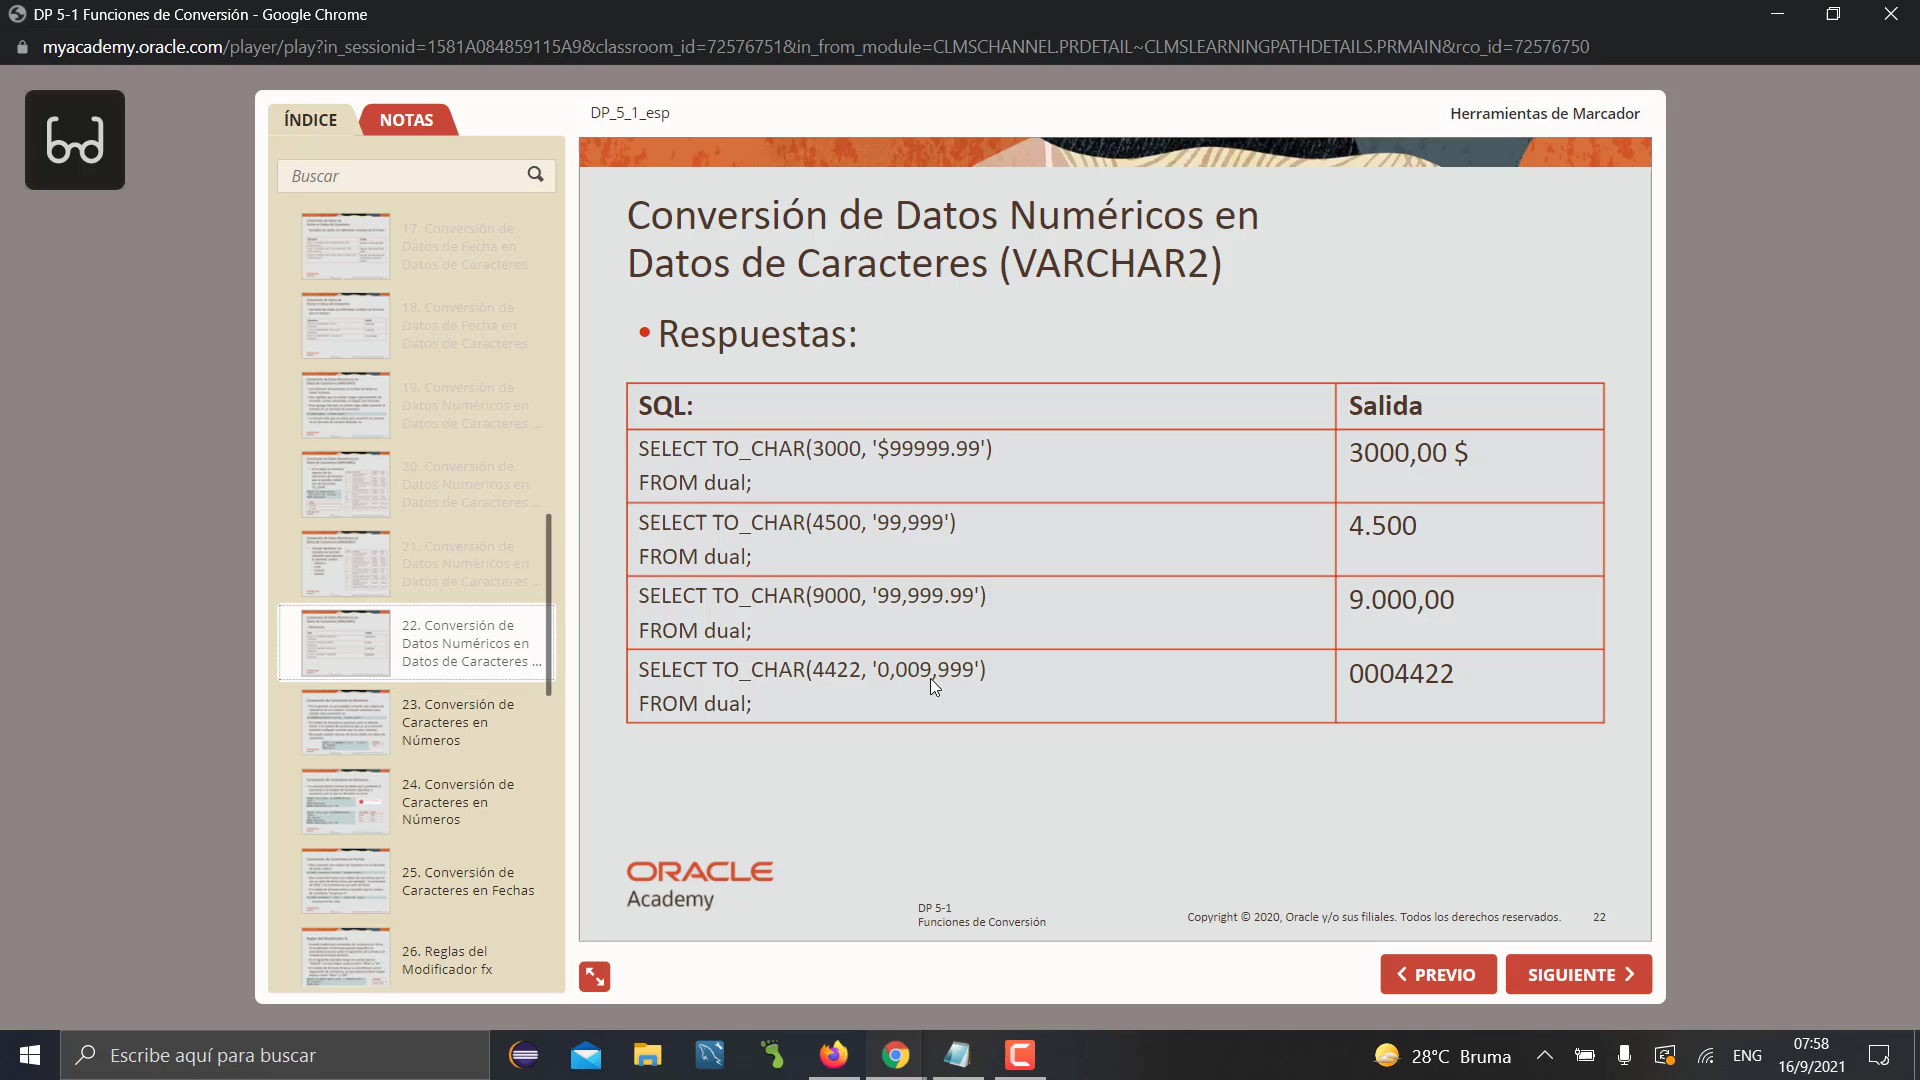 DP 5-1 Funciones de Conversión - Google Chrome
myacademy.oracle.com/player/play?in_sessionid=1581A084859115A9&classroom_id=72576751&in_from_module=CLMSCHANNEL.PRDETAIL~CLMSLEARNINGPATHDETAILS.PRMAIN&rco_id=72576750
ÍNDICE
NOTAS
DP_5_1_esp
Herramientas de Marcador
Buscar
17. Conversión de
Datos de Fecha en
Datos de Caracteres
18. Conversión de
Datos de Fecha en
Datos de Caracteres
19. Conversión de
Datos Numéricos en
Datos de Caracteres ...
20. Conversión de
Datos Numéricos en
Datos de Caracteres ...
21. Conversión de
Datos Numéricos en
Datos de Caracteres ...
22. Conversión de
Datos Numéricos en
Datos de Caracteres ...
23. Conversión de
Caracteres en
Números
24. Conversión de
Caracteres en
Números
25. Conversión de
Caracteres en Fechas
26. Reglas del
Modificador fx
Conversión de Datos Numéricos en
Datos de Caracteres (VARCHAR2)
• Respuestas:
SQL:
Salida
SELECT TO_CHAR(3000, '$99999.99')
FROM dual;
3000,00 $
SELECT TO_CHAR(4500, '99,999')
FROM dual;
4.500
SELECT TO_CHAR(9000, '99,999.99')
FROM dual;
9.000,00
SELECT TO_CHAR(4422, '0,009,999')
FROM dual;
0004422
ORACLE
Academy
DP 5-1
Funciones de Conversión
Copyright © 2020, Oracle y/o sus filiales. Todos los derechos reservados.
22
PREVIO
SIGUIENTE
Escribe aquí para buscar
28°C Bruma
ENG
07:58
16/9/2021